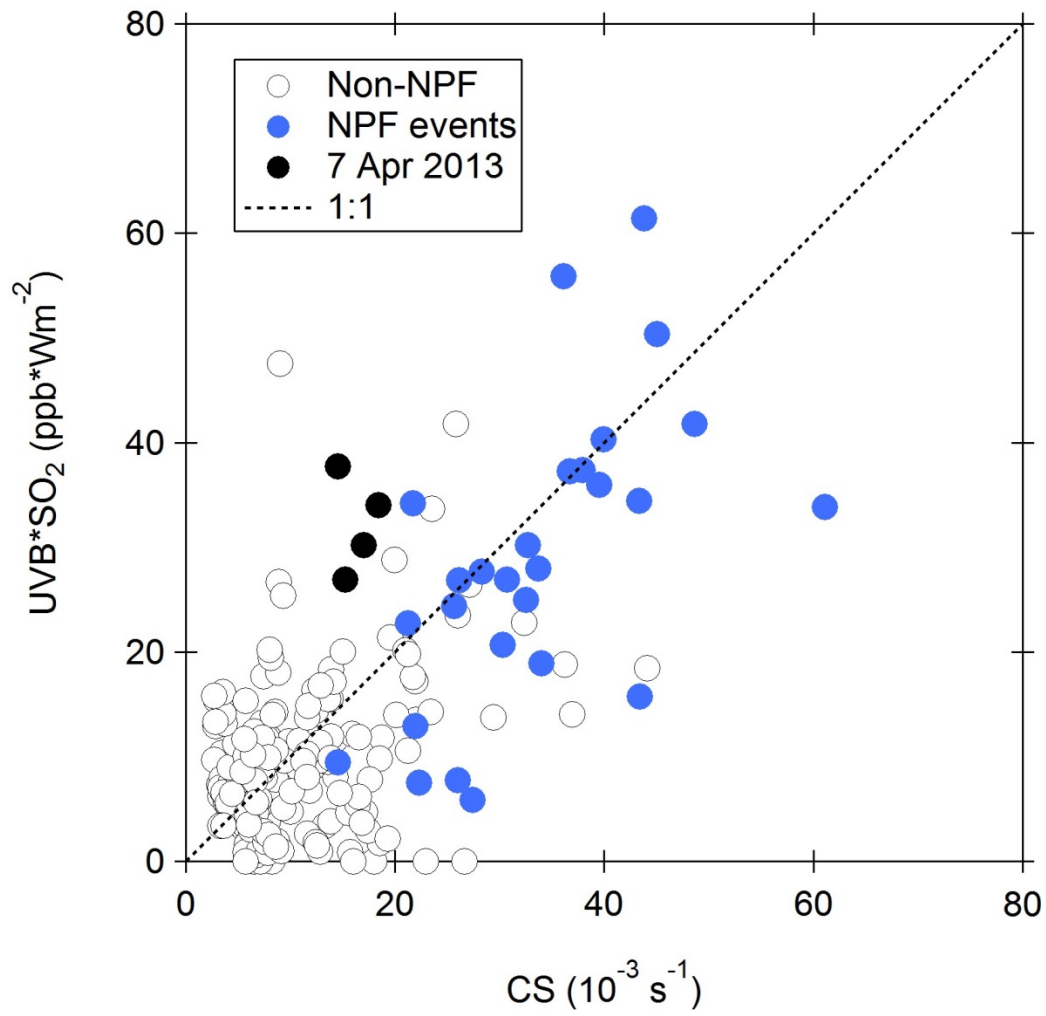 80
Non-NPF
NPF events
7 Apr 2013
1:1
60
UVB*SO₂ (ppb*Wm⁻²)
40
20
0
0 20 40 60 80
CS (10⁻³ s⁻¹)